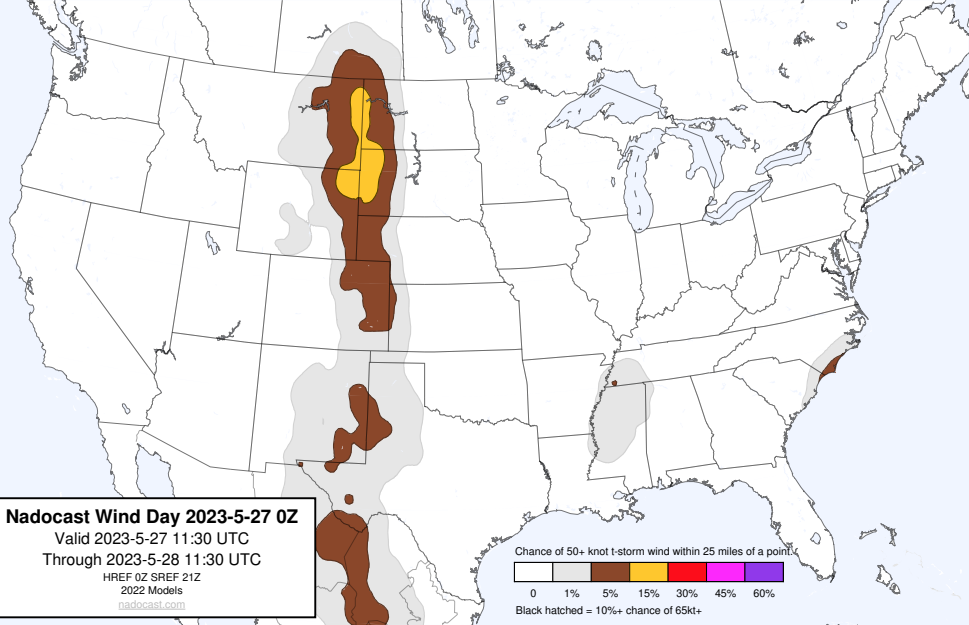 Nadocast Wind Day 2023-5-27 0Z
Valid 2023-5-27 11:30 UTC
Through 2023-5-28 11:30 UTC
HREF 0Z SREF 21Z
2022 Models
nadocast.com
Chance of 50+ knot t-storm wind within 25 miles of a point.
0 1% 5% 15% 30% 45% 60%
Black hatched = 10%+ chance of 65kt+